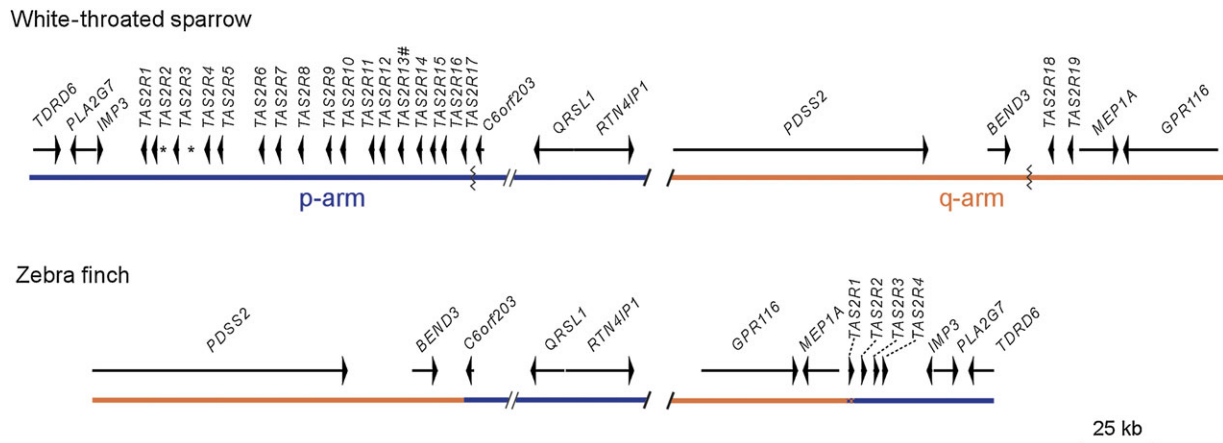 White-throated sparrow
TDRD6 PLA2G7 IMP3 TAS2R1 TAS2R2 TAS2R3 TAS2R4 TAS2R5 TAS2R6 TAS2R7 TAS2R8 TAS2R9 TAS2R10 TAS2R11 TAS2R12 TAS2R13# TAS2R14 TAS2R15 TAS2R16 TAS2R17 C6orf203 QRSL1 RTN4IP1 PDSS2 BEND3 TAS2R18 TAS2R19 MEP1A GPR116
* *
p-arm q-arm
Zebra finch
PDSS2 BEND3 C6orf203 QRSL1 RTN4IP1 GPR116 MEP1A TAS2R1 TAS2R2 TAS2R3 TAS2R4 IMP3 PLA2G7 TDRD6
25 kb